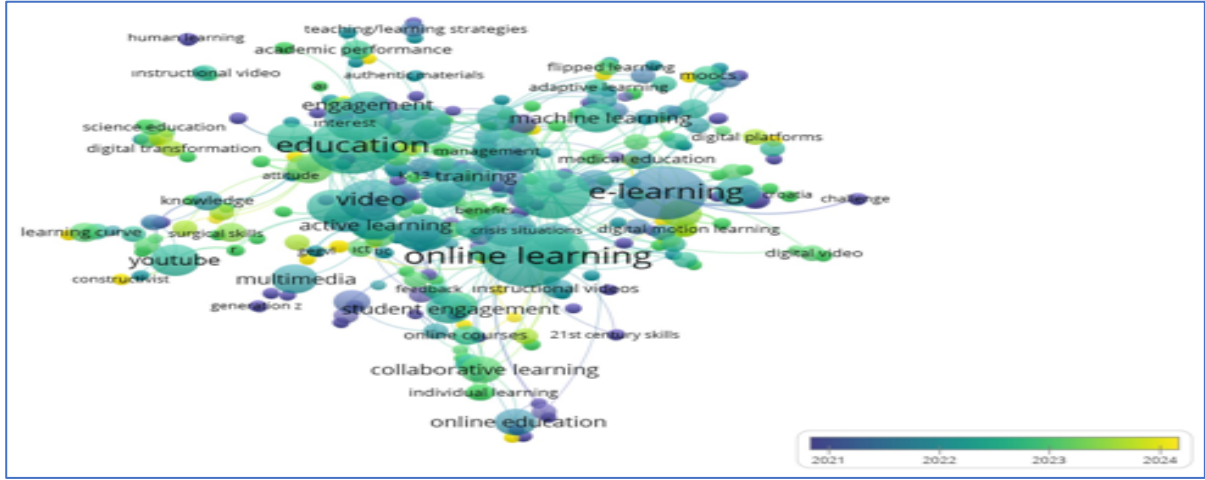 teaching/learning strategies
human learning
academic performance
instructional video
authentic materials
flipped learning
moocs
adaptive learning
ai
engagement
interest
machine learning
science education
digital transformation
education
management
digital platforms
medical education
attitude
k-12
training
knowledge
video
e-learning
croatia
challenge
benefit
learning curve
surgical skills
active learning
crisis situations
digital motion learning
r
youtube
ict
online learning
digital video
constructivist
multimedia
feedback
instructional videos
generation z
student engagement
online courses
21st century skills
collaborative learning
individual learning
online education
2021
2022
2023
2024